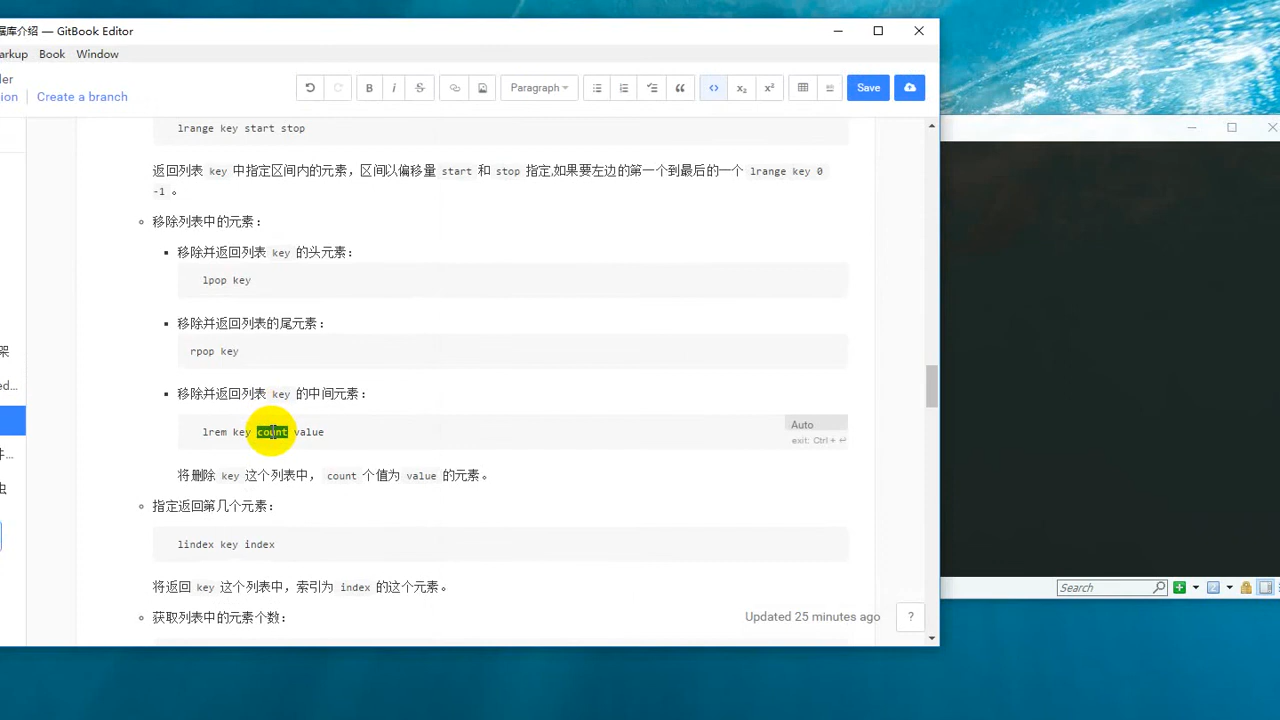 据库介绍 — GitBook Editor
arkup Book Window
der
ion Create a branch
B i S Paragraph x₂ x² Save
lrange key start stop
返回列表 key 中指定区间内的元素，区间以偏移量 start 和 stop 指定,如果要左边的第一个到最后的一个 lrange key 0
-1 。
移除列表中的元素：
移除并返回列表 key 的头元素：
lpop key
移除并返回列表的尾元素：
rpop key
移除并返回列表 key 的中间元素：
lrem key count value
Auto
exit: Ctrl + ↵
将删除 key 这个列表中， count 个值为 value 的元素。
指定返回第几个元素：
lindex key index
将返回 key 这个列表中，索引为 index 的这个元素。
获取列表中的元素个数：
Updated 25 minutes ago ?
架
ed...
件...
虫
Search